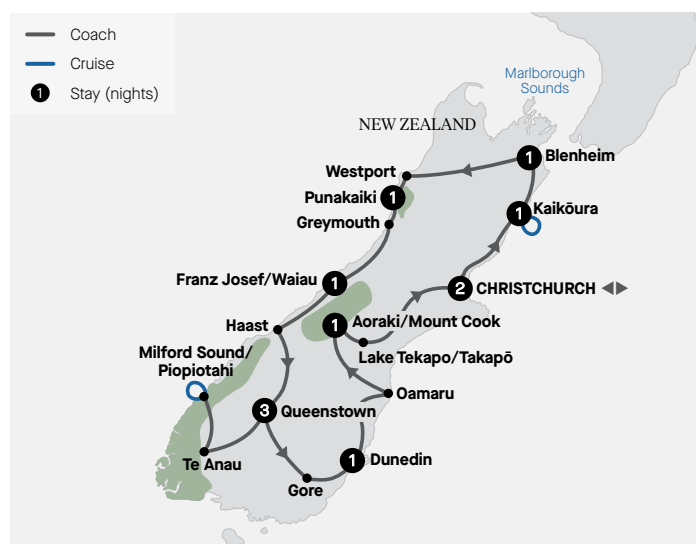 Coach
Cruise
1 Stay (nights)
Marlborough
Sounds
NEW ZEALAND
1 Blenheim
Westport
Punakaiki 1
1 Kaikōura
Greymouth
Franz Josef/Waiau 1
2 CHRISTCHURCH
1 Aoraki/Mount Cook
Haast
Lake Tekapo/Takapō
Milford Sound/
Piopiotahi
Oamaru
3 Queenstown
Te Anau
1 Dunedin
Gore